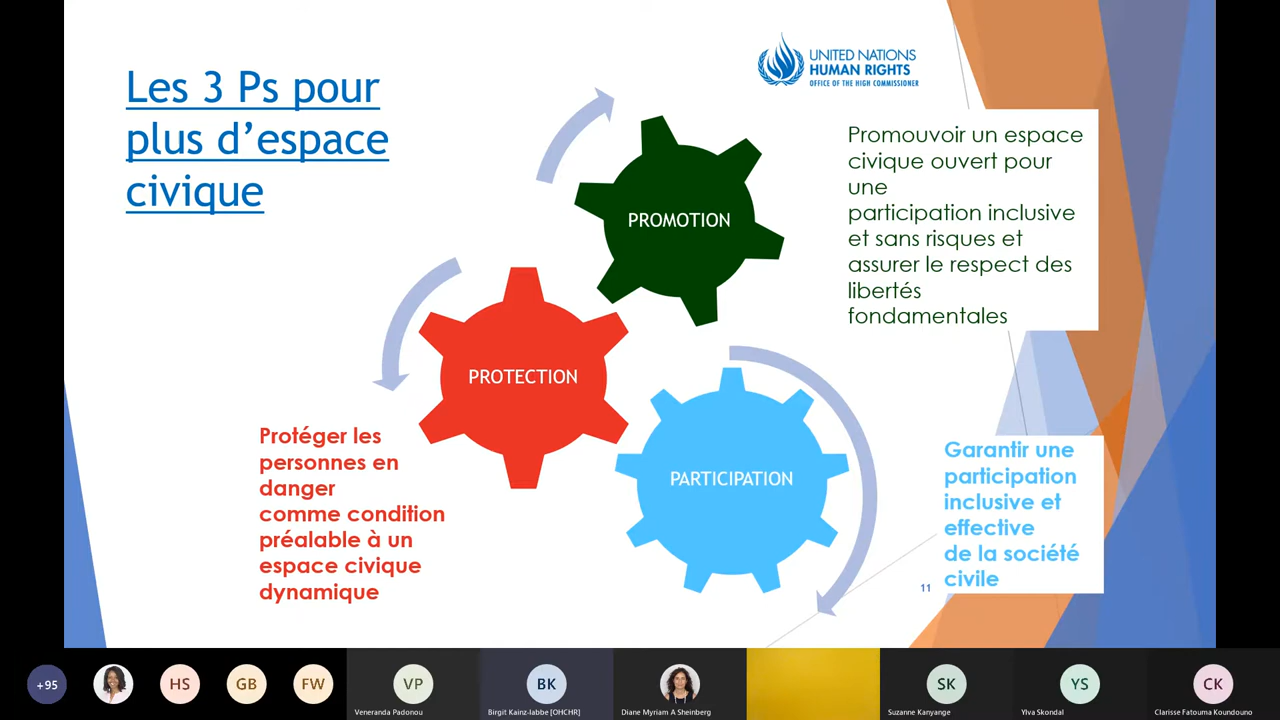 Les 3 Ps pour
plus d’espace
civique
UNITED NATIONS
HUMAN RIGHTS
OFFICE OF THE HIGH COMMISSIONER
PROMOTION
Promouvoir un espace
civique ouvert pour
une
participation inclusive
et sans risques et
assurer le respect des
libertés
fondamentales
PROTECTION
Protéger les
personnes en
danger
comme condition
préalable à un
espace civique
dynamique
PARTICIPATION
Garantir une
participation
inclusive et
effective
de la société
civile
11
+95
HS
GB
FW
VP
Veneranda Padonou
BK
Birgit Kainz-labbe [OHCHR]
Diane Myriam A Sheinberg
SK
Suzanne Kanyange
YS
Ylva Skondal
CK
Clarisse Fatouma Koundouno